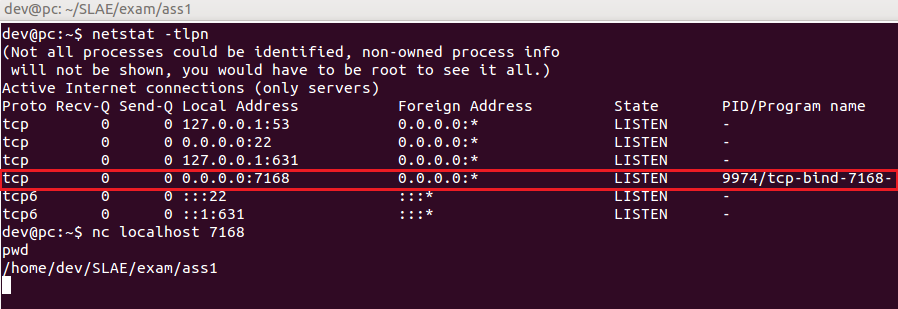 dev@pc: ~/SLAE/exam/ass1
dev@pc:~$ netstat -tlpn
(Not all processes could be identified, non-owned process info
 will not be shown, you would have to be root to see it all.)
Active Internet connections (only servers)
Proto Recv-Q Send-Q Local Address           Foreign Address         State       PID/Program name
tcp        0      0 127.0.0.1:53            0.0.0.0:*               LISTEN      -
tcp        0      0 0.0.0.0:22              0.0.0.0:*               LISTEN      -
tcp        0      0 127.0.0.1:631           0.0.0.0:*               LISTEN      -
tcp        0      0 0.0.0.0:7168            0.0.0.0:*               LISTEN      9974/tcp-bind-7168-
tcp6       0      0 :::22                   :::*                    LISTEN      -
tcp6       0      0 ::1:631                 :::*                    LISTEN      -
dev@pc:~$ nc localhost 7168
pwd
/home/dev/SLAE/exam/ass1